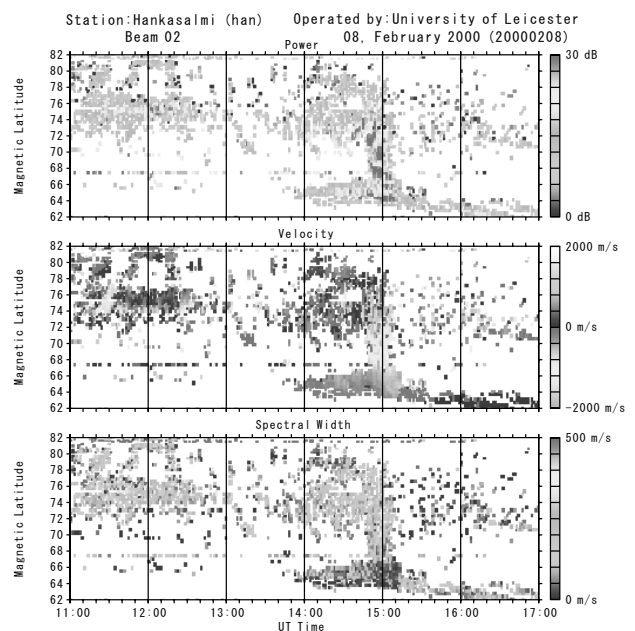 Station:Hankasalmi (han) Operated by:University of Leicester
Beam 02 08, February 2000 (20000208)
Power
82
80
78
76
74
72
70
68
66
64
62
Magnetic Latitude
30 dB
0 dB
Velocity
82
80
78
76
74
72
70
68
66
64
62
Magnetic Latitude
2000 m/s
0 m/s
-2000 m/s
Spectral Width
82
80
78
76
74
72
70
68
66
64
62
Magnetic Latitude
500 m/s
0 m/s
11:00 12:00 13:00 14:00 15:00 16:00 17:00
UT Time